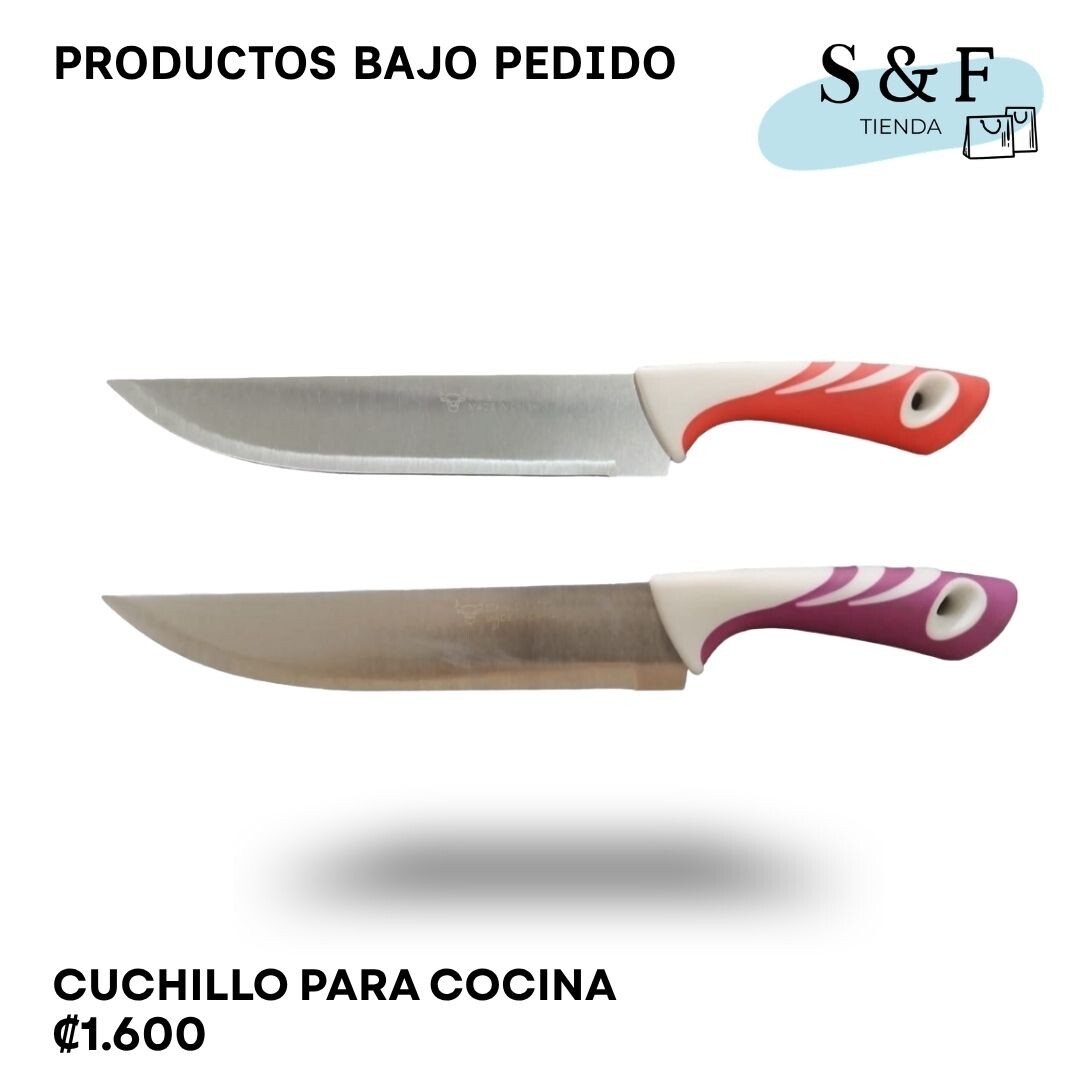 PRODUCTOS BAJO PEDIDO
S & F
TIENDA
CUCHILLO PARA COCINA
₡1.600